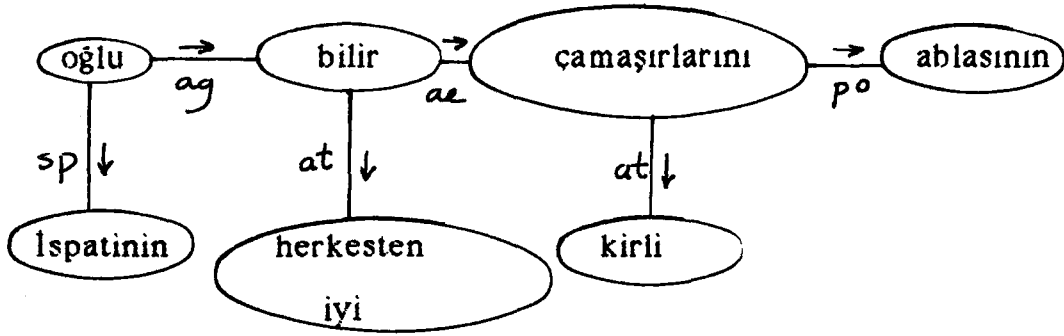 oğlu → bilir → çamaşırlarını → ablasının
ag ae po
sp ↓ at ↓ at ↓
İspatinin herkesten kirli
iyi